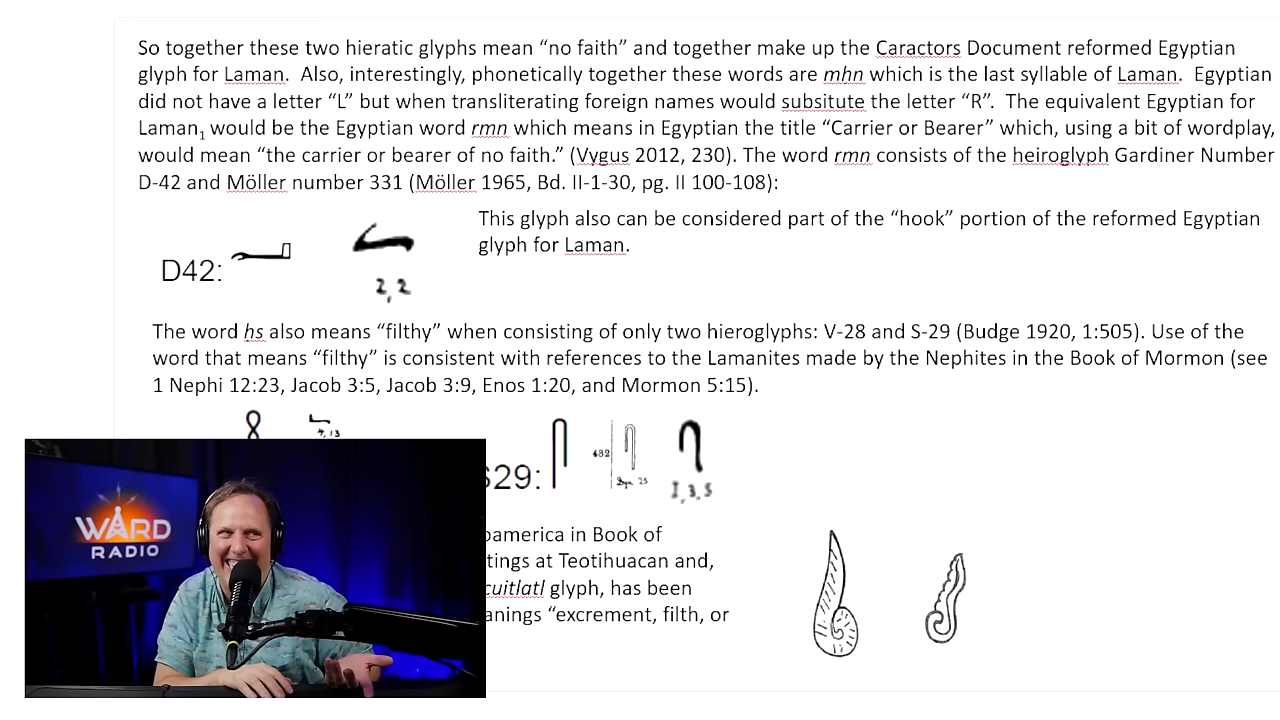 So together these two hieratic glyphs mean “no faith” and together make up the Caractors Document reformed Egyptian
glyph for Laman.  Also, interestingly, phonetically together these words are mhn which is the last syllable of Laman.  Egyptian
did not have a letter “L” but when transliterating foreign names would subsitute the letter “R”.  The equivalent Egyptian for
Laman, would be the Egyptian word rmn which means in Egyptian the title “Carrier or Bearer” which, using a bit of wordplay,
would mean “the carrier or bearer of no faith.” (Vygus 2012, 230). The word rmn consists of the heiroglyph Gardiner Number
D-42 and Möller number 331 (Möller 1965, Bd. II-1-30, pg. II 100-108):
This glyph also can be considered part of the “hook” portion of the reformed Egyptian
glyph for Laman.
D42:
2, 2
The word hs also means “filthy” when consisting of only two hieroglyphs: V-28 and S-29 (Budge 1920, 1:505). Use of the
word that means “filthy” is consistent with references to the Lamanites made by the Nephites in the Book of Mormon (see
1 Nephi 12:23, Jacob 3:5, Jacob 3:9, Enos 1:20, and Mormon 5:15).
S29:
482
1, 3, 5
WARD
RADIO
oamerica in Book of
tings at Teotihuacan and,
cuitlatl glyph, has been
anings “excrement, filth, or